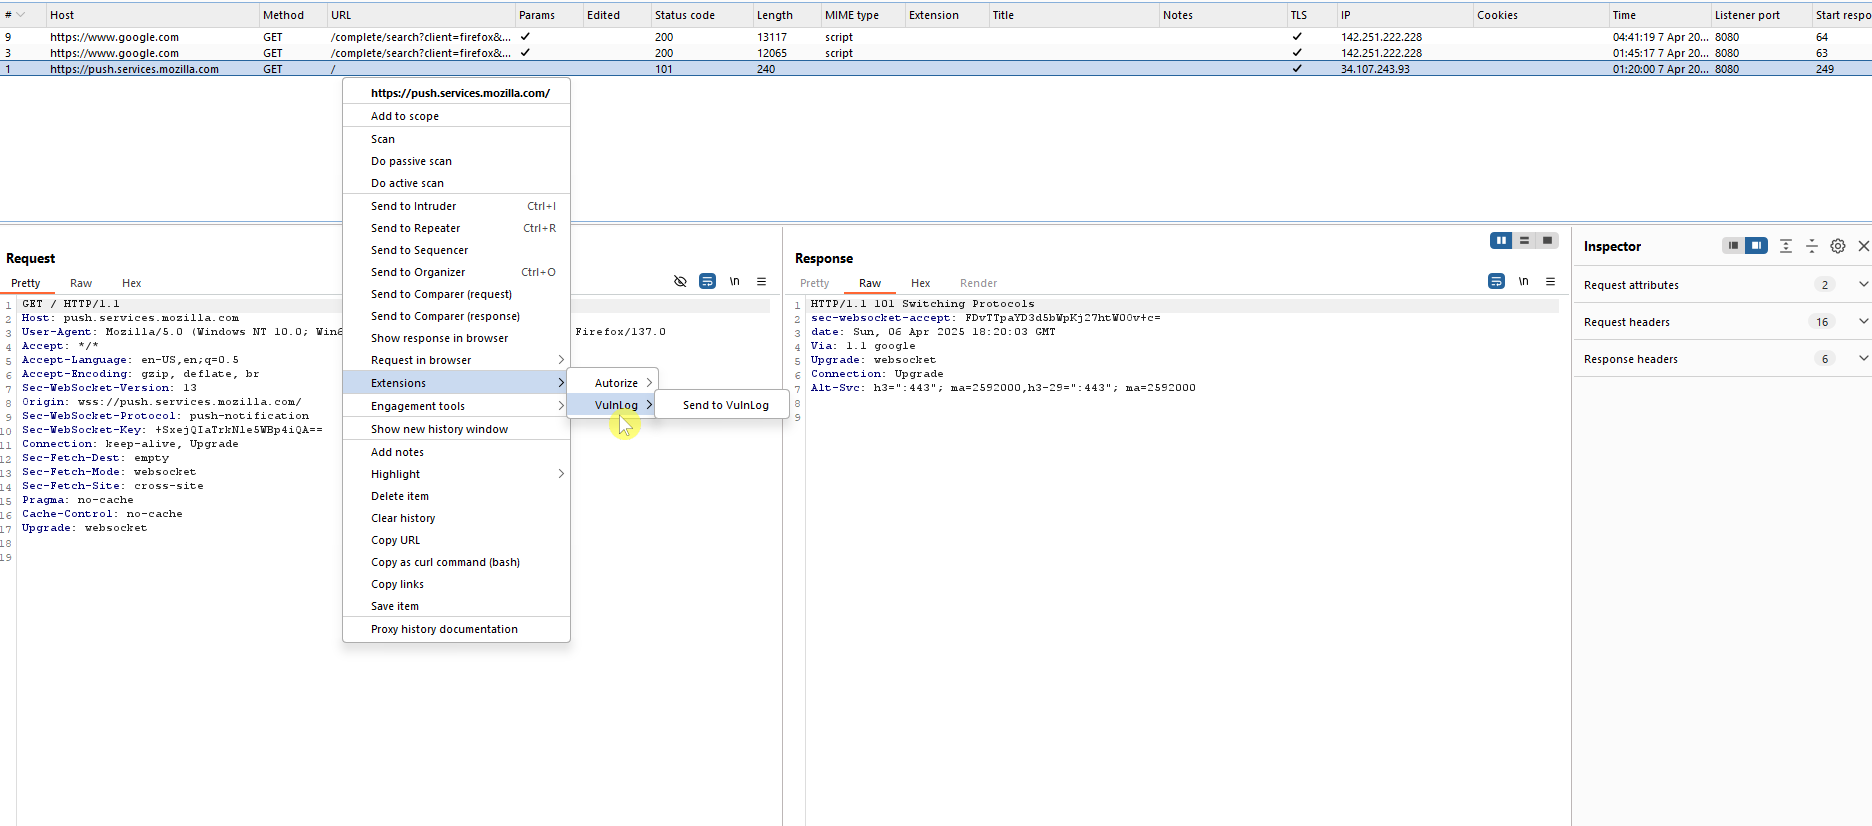 # Host Method URL Params Edited Status code Length MIME type Extension Title Notes TLS IP Cookies Time Listener port Start respo
9 https://www.google.com GET /complete/search?client=firefox&... ✓ 200 13117 script ✓ 142.251.222.228 04:41:19 7 Apr 20... 8080 64
3 https://www.google.com GET /complete/search?client=firefox&... ✓ 200 12065 script ✓ 142.251.222.228 01:45:17 7 Apr 20... 8080 63
1 https://push.services.mozilla.com GET / 101 240 ✓ 34.107.243.93 01:20:00 7 Apr 20... 8080 249
https://push.services.mozilla.com/
Add to scope
Scan
Do passive scan
Do active scan
Send to Intruder Ctrl+I
Send to Repeater Ctrl+R
Send to Sequencer
Send to Organizer Ctrl+O
Send to Comparer (request)
Send to Comparer (response)
Show response in browser
Request in browser
Extensions
Engagement tools
Show new history window
Add notes
Highlight
Delete item
Clear history
Copy URL
Copy as curl command (bash)
Copy links
Save item
Proxy history documentation
Autorize
VulnLog
Send to VulnLog
Request
Pretty Raw Hex
\n
1 GET / HTTP/1.1
2 Host: push.services.mozilla.com
3 User-Agent: Mozilla/5.0 (Windows NT 10.0; Win6 Firefox/137.0
4 Accept: */*
5 Accept-Language: en-US,en;q=0.5
6 Accept-Encoding: gzip, deflate, br
7 Sec-WebSocket-Version: 13
8 Origin: wss://push.services.mozilla.com/
9 Sec-WebSocket-Protocol: push-notification
10 Sec-WebSocket-Key: +SxejQIaTrkNle5WBp4iQA==
11 Connection: keep-alive, Upgrade
12 Sec-Fetch-Dest: empty
13 Sec-Fetch-Mode: websocket
14 Sec-Fetch-Site: cross-site
15 Pragma: no-cache
16 Cache-Control: no-cache
17 Upgrade: websocket
18
19
Response
Pretty Raw Hex Render
\n
1 HTTP/1.1 101 Switching Protocols
2 sec-websocket-accept: FDvTTpaYD3d5bWpKj27htW00v+c=
3 date: Sun, 06 Apr 2025 18:20:03 GMT
4 Via: 1.1 google
5 Upgrade: websocket
6 Connection: Upgrade
7 Alt-Svc: h3=":443"; ma=2592000,h3-29=":443"; ma=2592000
8
9
Inspector
Request attributes 2
Request headers 16
Response headers 6